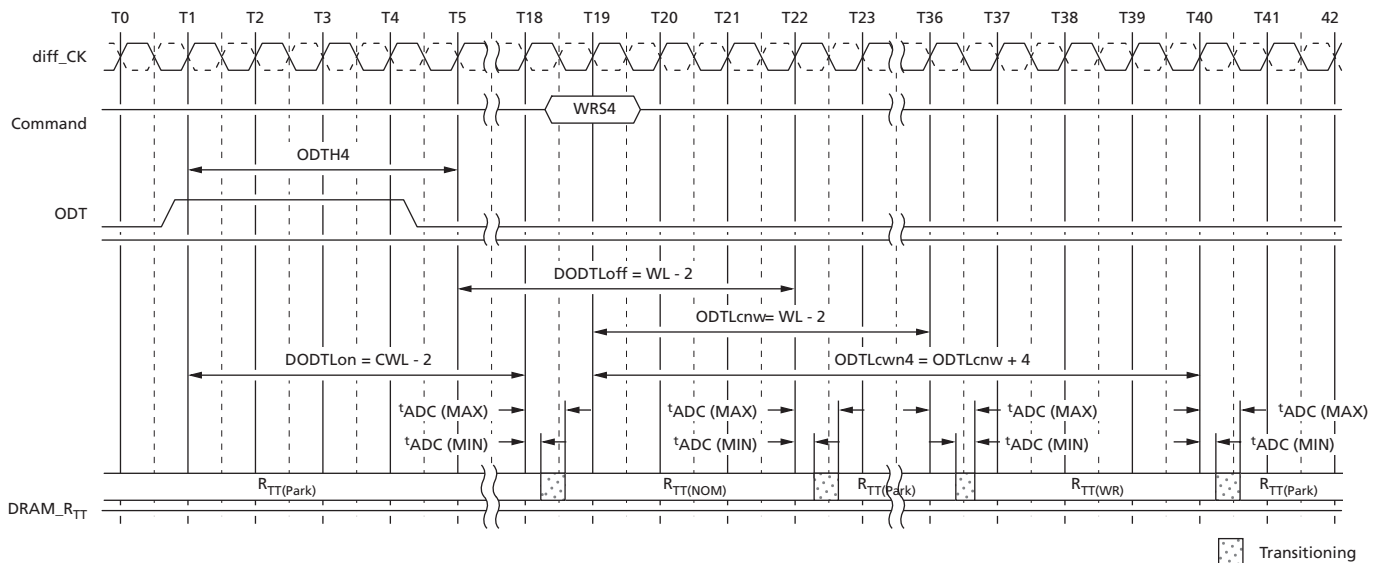 T0 T1 T2 T3 T4 T5 T18 T19 T20 T21 T22 T23 T36 T37 T38 T39 T40 T41 42
diff_CK
Command
WRS4
ODTH4
ODT
DODTLoff = WL - 2
ODTLcnw= WL - 2
DODTLon = CWL - 2
ODTLcwn4 = ODTLcnw + 4
tADC (MAX) tADC (MAX) tADC (MAX) tADC (MAX)
tADC (MIN) tADC (MIN) tADC (MIN) tADC (MIN)
RTT(Park) RTT(NOM) RTT(Park) RTT(WR) RTT(Park)
DRAM_RTT
Transitioning